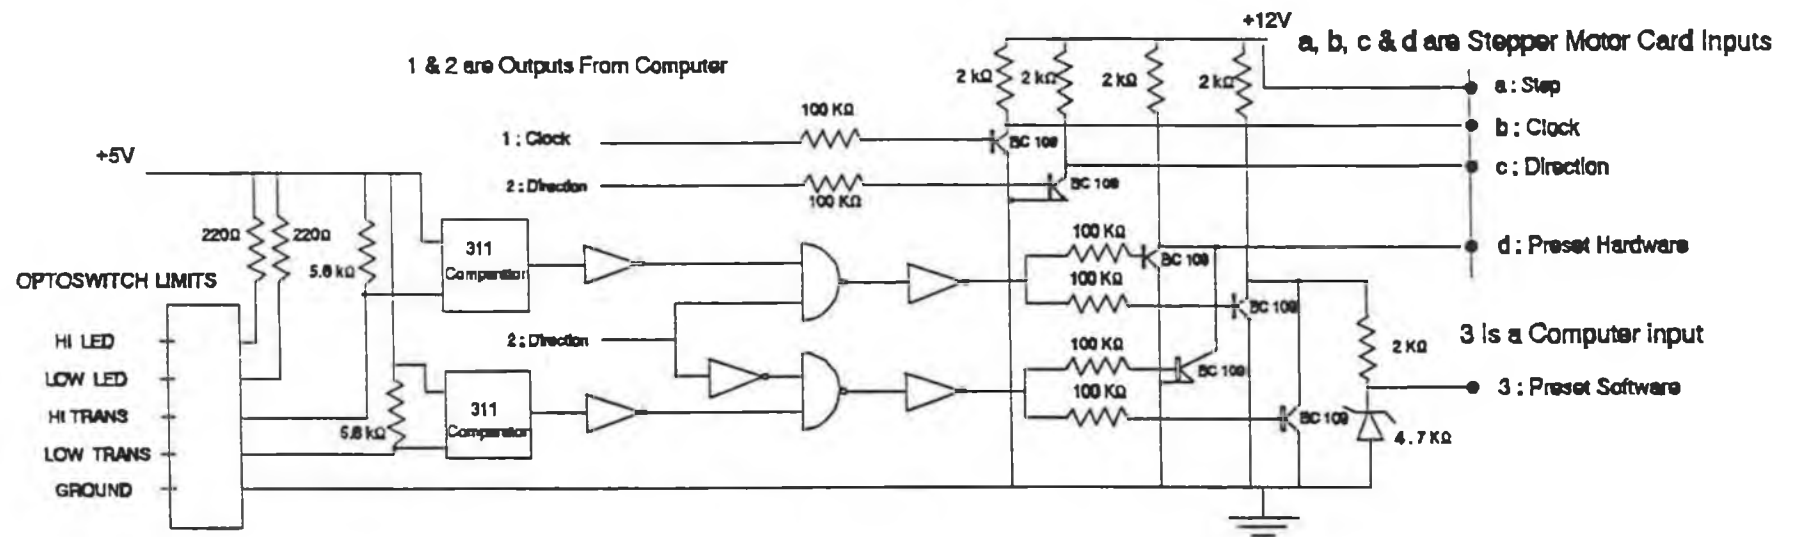 +12V
a, b, c & d are Stepper Motor Card Inputs
1 & 2 are Outputs From Computer
2 kΩ 2 kΩ 2 kΩ 2 kΩ
a : Step
100 KΩ
b : Clock
1 : Clock
BC 109
+5V
c : Direction
2 : Direction
BC 109
100 KΩ
220Ω 220Ω
311
Comparator
100 KΩ
d : Preset Hardware
BC 109
5.6 kΩ
OPTOSWITCH LIMITS
100 KΩ
BC 109
HI LED
2 : Direction
100 KΩ
2 KΩ
3 is a Computer input
LOW LED
BC 109
100 KΩ
3 : Preset Software
HI TRANS
311
Comparator
5.6 kΩ
BC 109
4.7 KΩ
LOW TRANS
GROUND